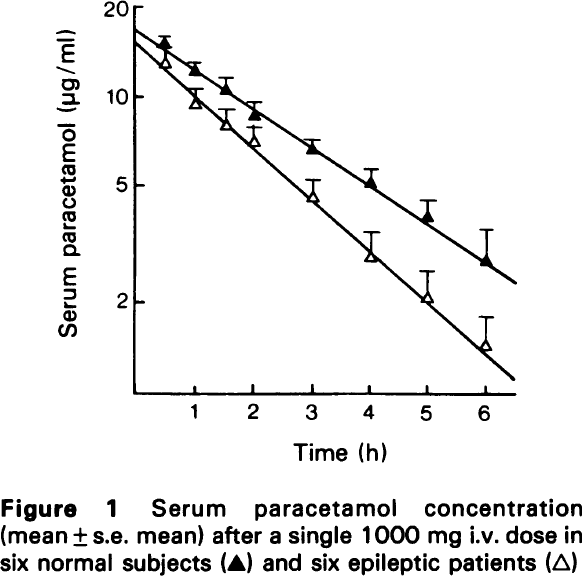 20
10
5
2
Serum paracetamol (µg/ml)
1 2 3 4 5 6
Time (h)
Figure 1 Serum paracetamol concentration
(mean ± s.e. mean) after a single 1000 mg i.v. dose in
six normal subjects (▲) and six epileptic patients (△)